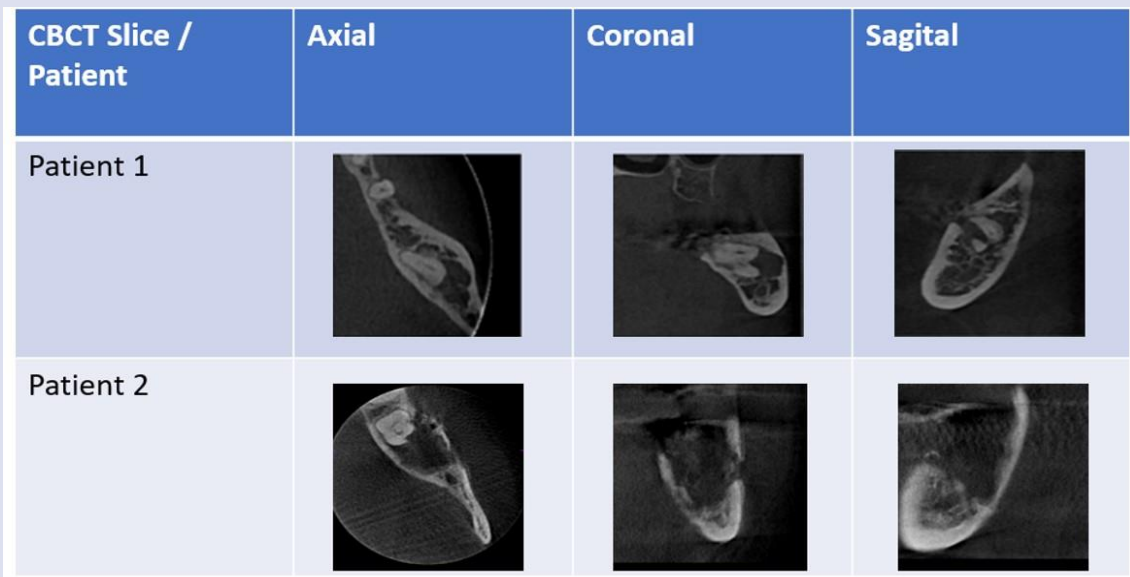 CBCT Slice /
Patient
Axial
Coronal
Sagital
Patient 1
Patient 2